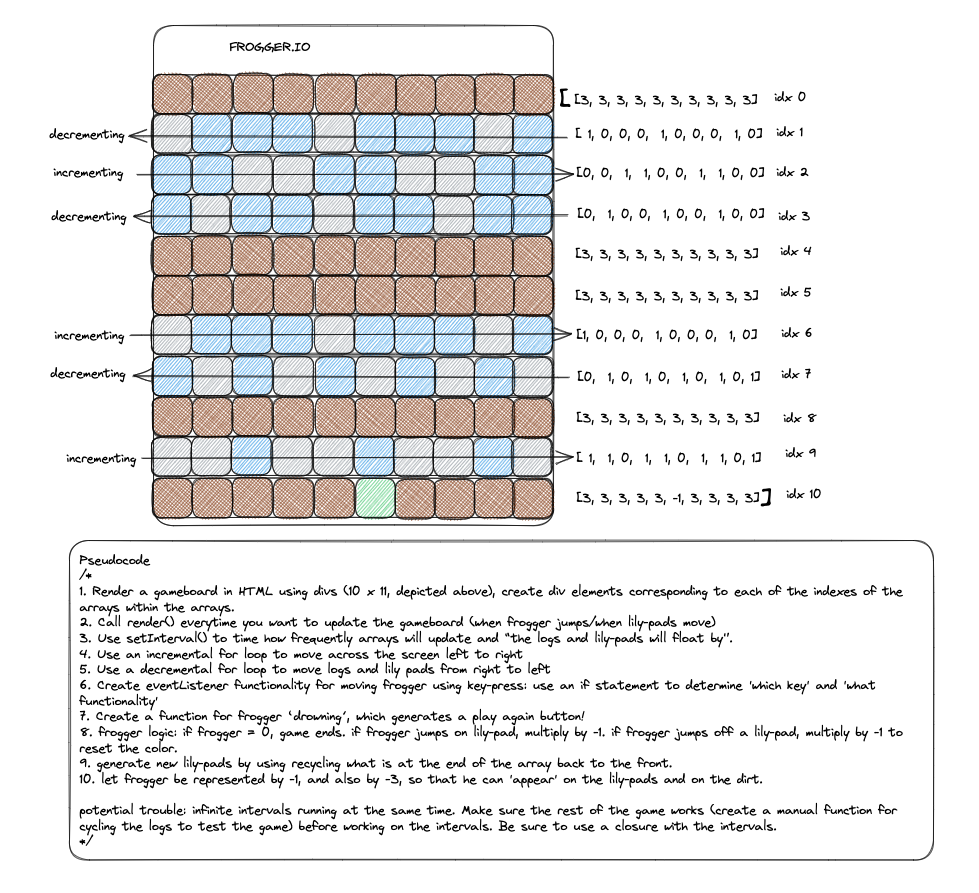 FROGGER.IO
[ [3, 3, 3, 3, 3, 3, 3, 3, 3, 3] idx 0
decrementing [ 1, 0, 0, 0, 1, 0, 0, 0, 1, 0] idx 1
incrementing [0, 0, 1, 1, 0, 0, 1, 1, 0, 0] idx 2
decrementing [0, 1, 0, 0, 1, 0, 0, 1, 0, 0] idx 3
[3, 3, 3, 3, 3, 3, 3, 3, 3, 3] idx 4
[3, 3, 3, 3, 3, 3, 3, 3, 3, 3] idx 5
incrementing [1, 0, 0, 0, 1, 0, 0, 0, 1, 0] idx 6
decrementing [0, 1, 0, 1, 0, 1, 0, 1, 0, 1] idx 7
[3, 3, 3, 3, 3, 3, 3, 3, 3, 3] idx 8
incrementing [ 1, 1, 0, 1, 1, 0, 1, 1, 0, 1] idx 9
[3, 3, 3, 3, 3, -1, 3, 3, 3, 3] ] idx 10
Pseudocode
/*
1. Render a gameboard in HTML using divs (10 x 11, depicted above), create div elements corresponding to each of the indexes of the
arrays within the arrays.
2. Call render() everytime you want to update the gameboard (when frogger jumps/when lily-pads move)
3. Use setInterval() to time how frequently arrays will update and "the logs and lily-pads will float by".
4. Use an incremental for loop to move across the screen left to right
5. Use a decremental for loop to move logs and lily pads from right to left
6. Create eventListener functionality for moving frogger using key-press: use an if statement to determine 'which key' and 'what
functionality'
7. Create a function for frogger 'drowning', which generates a play again button!
8. frogger logic: if frogger = 0, game ends. if frogger jumps on lily-pad, multiply by -1. if frogger jumps off a lily-pad, multiply by -1 to
reset the color.
9. generate new lily-pads by using recycling what is at the end of the array back to the front.
10. let frogger be represented by -1, and also by -3, so that he can 'appear' on the lily-pads and on the dirt.
potential trouble: infinite intervals running at the same time. Make sure the rest of the game works (create a manual function for
cycling the logs to test the game) before working on the intervals. Be sure to use a closure with the intervals.
*/